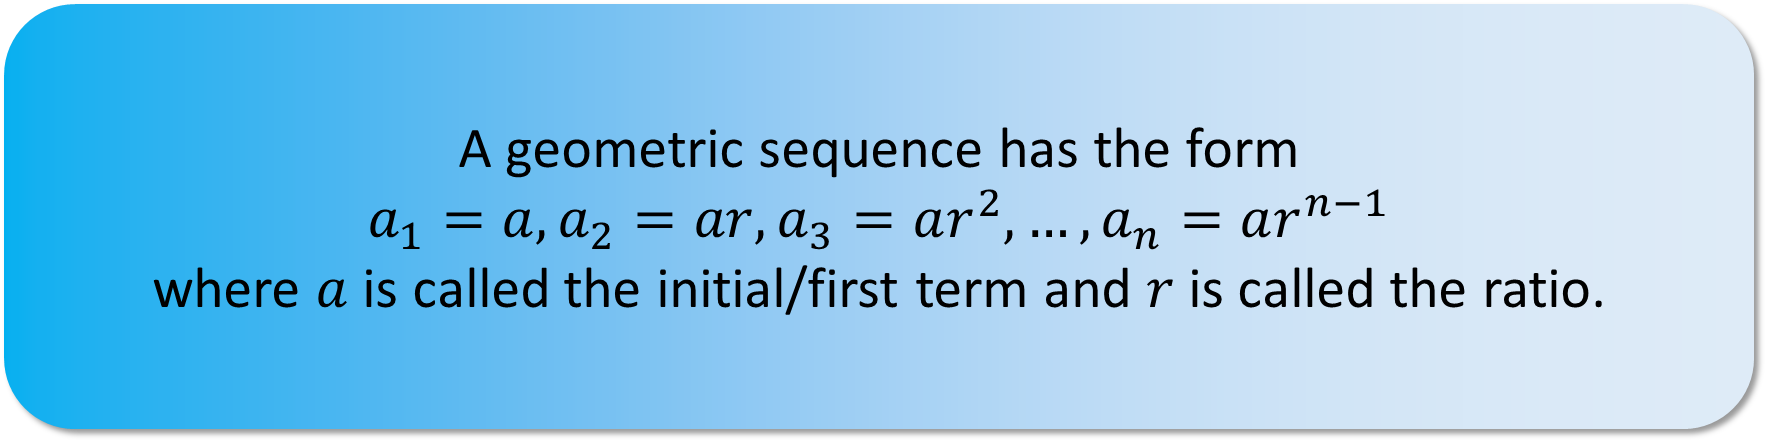 A geometric sequence has the form
𝑎₁ = 𝑎, 𝑎₂ = 𝑎𝑟, 𝑎₃ = 𝑎𝑟², … , 𝑎ₙ = 𝑎𝑟ⁿ⁻¹
where 𝑎 is called the initial/first term and 𝑟 is called the ratio.